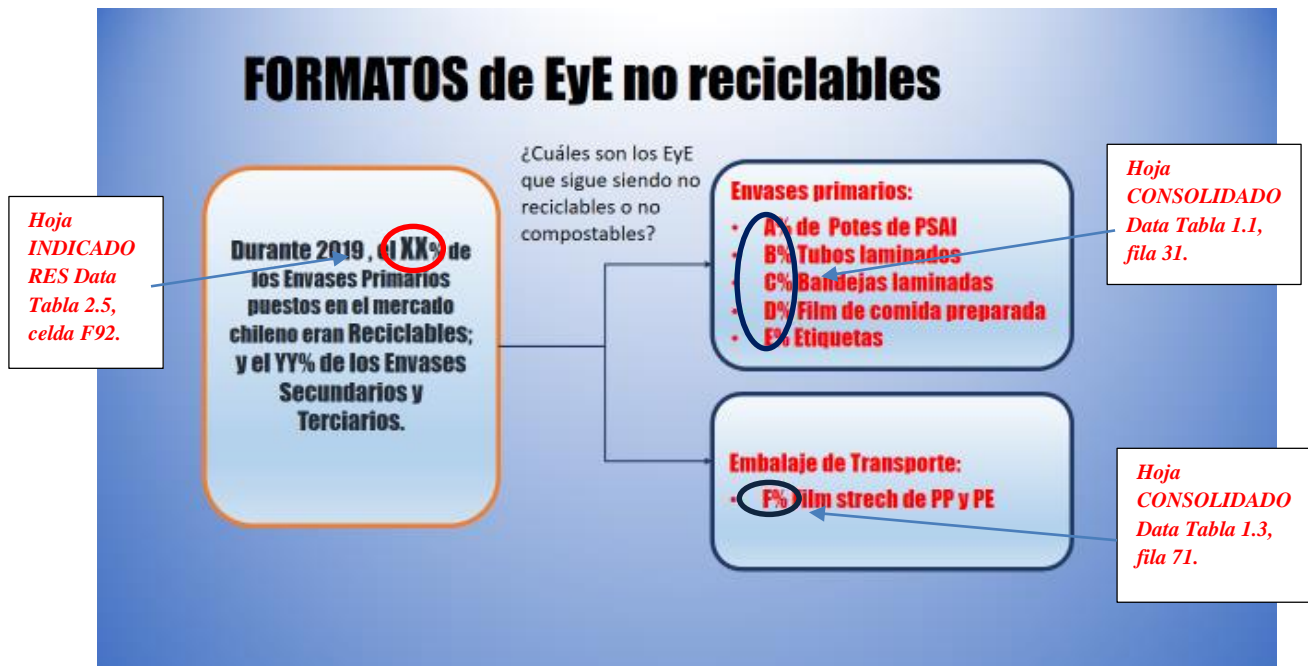 FORMATOS de EyE no reciclables
¿Cuáles son los EyE
que sigue siendo no
reciclables o no
compostables?
Hoja
INDICADO
RES Data
Tabla 2.5,
celda F92.
Durante 2019 , el XX% de
los Envases Primarios
puestos en el mercado
chileno eran Reciclables;
y el YY% de los Envases
Secundarios y
Terciarios.
Envases primarios:
• A% de Potes de PSAI
• B% Tubos laminados
• C% Bandejas laminadas
• D% Film de comida preparada
• E% Etiquetas
Hoja
CONSOLIDADO
Data Tabla 1.1,
fila 31.
Embalaje de Transporte:
• F% Film strech de PP y PE
Hoja
CONSOLIDADO
Data Tabla 1.3,
fila 71.